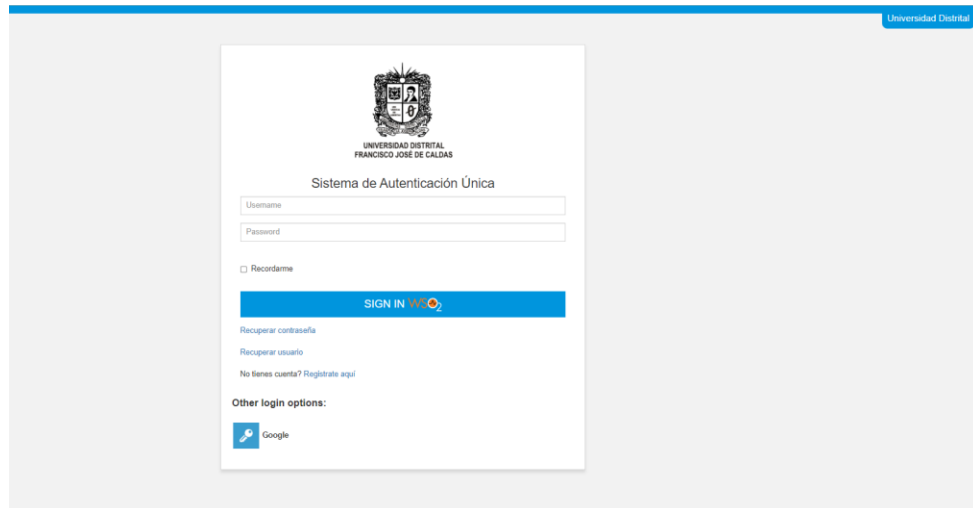 Universidad Distrital
UNIVERSIDAD DISTRITAL
FRANCISCO JOSÉ DE CALDAS
Sistema de Autenticación Única
Username
Password
Recordarme
SIGN IN WSO2
Recuperar contraseña
Recuperar usuario
No tienes cuenta? Registrate aquí
Other login options:
Google